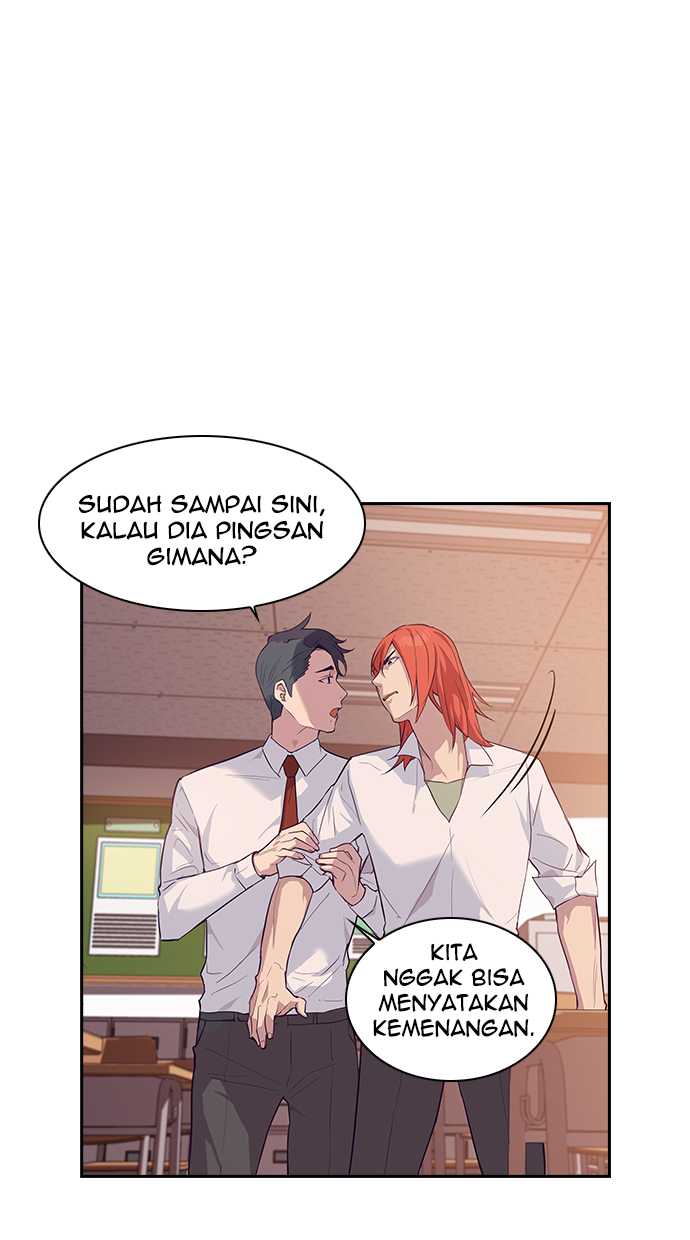 SUDAH SAMPAI SINI,
KALAU DIA PINGSAN
GIMANA?
KITA
NGGAK BISA
MENYATAKAN
KEMENANGAN.